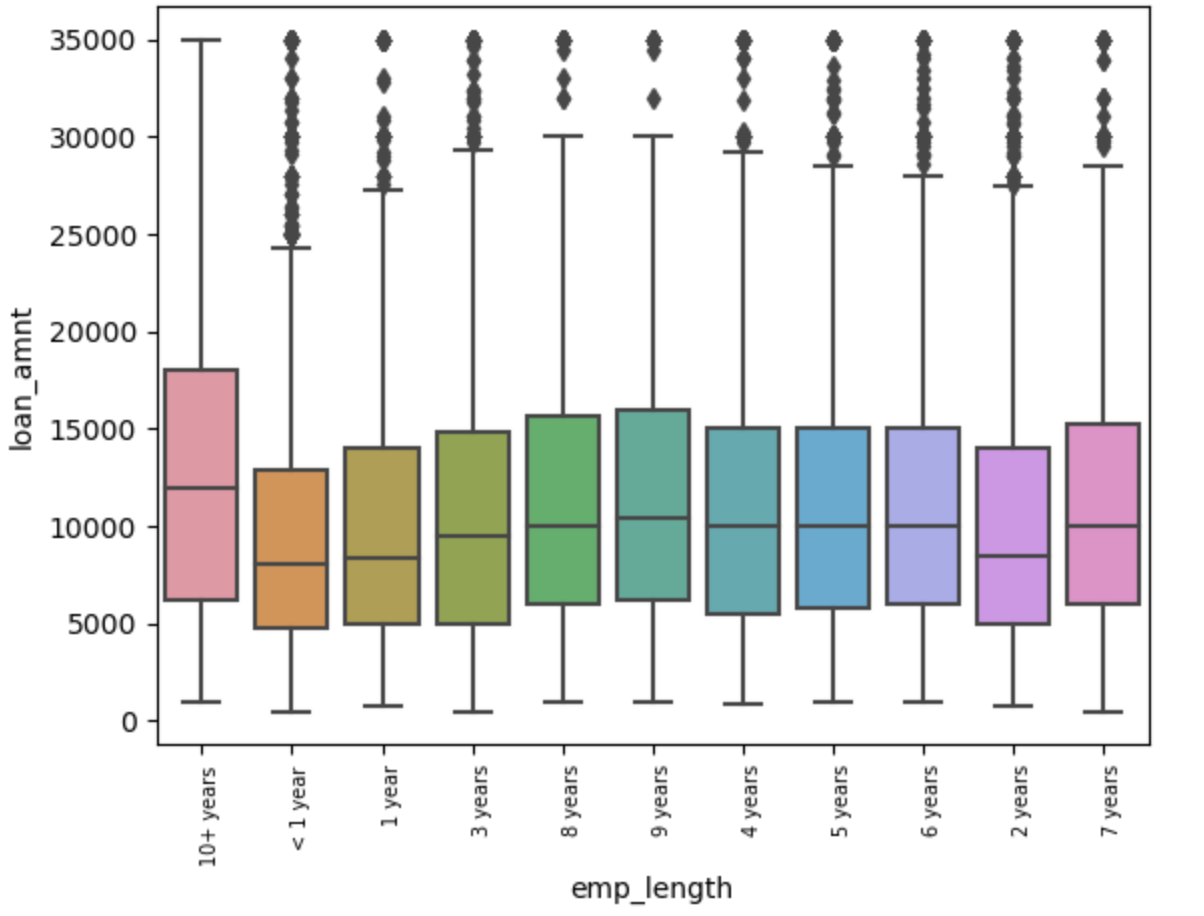 35000
30000
25000
20000
15000
10000
5000
0
loan_amnt
10+ years
< 1 year
1 year
3 years
8 years
9 years
4 years
5 years
6 years
2 years
7 years
emp_length